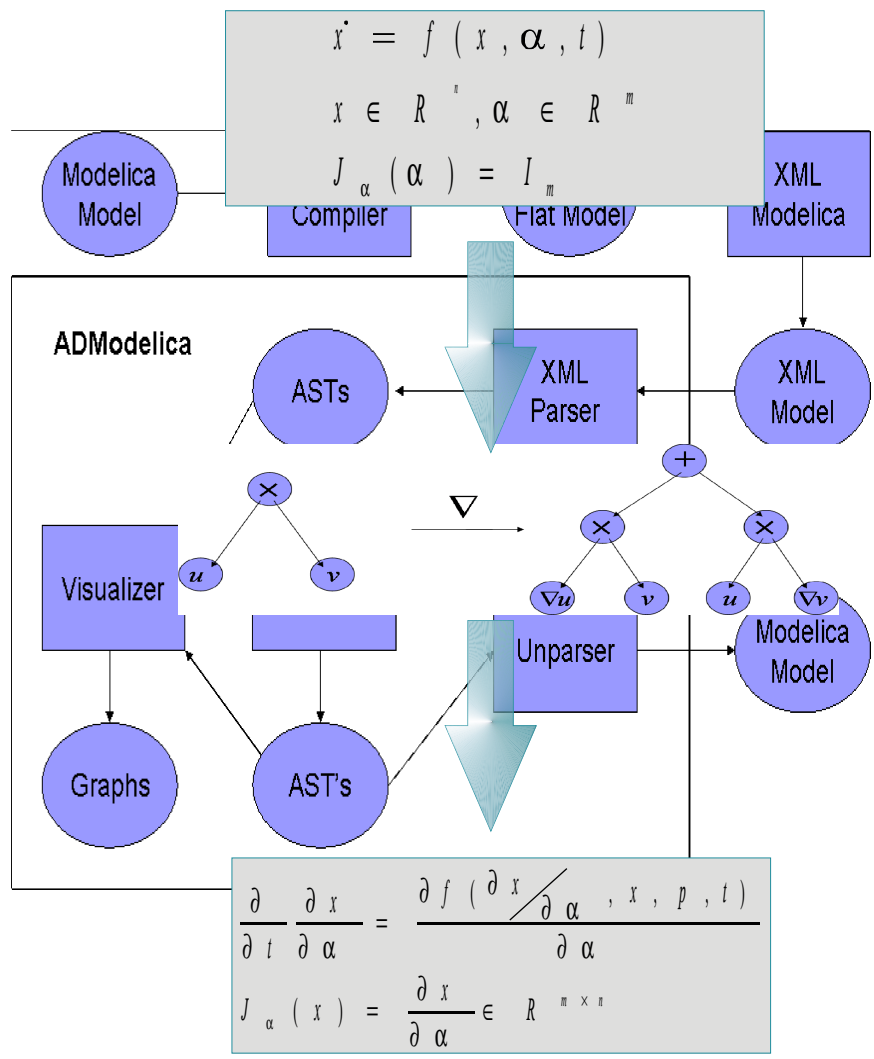 ẋ = f ( x , α , t )
x ∈ R ⁿ , α ∈ R ᵐ
J α ( α ) = I m
Modelica
Model
Compiler
Flat Model
XML
Modelica
ADModelica
ASTs
XML
Parser
XML
Model
+
×
∇
×
×
u
v
∇u
v
u
∇v
Visualizer
Unparser
Modelica
Model
Graphs
AST's
∂/∂t ∂x/∂α = ∂ f ( ∂x/∂α , x , p , t ) / ∂α
J α ( x ) = ∂x/∂α ∈ R m × n